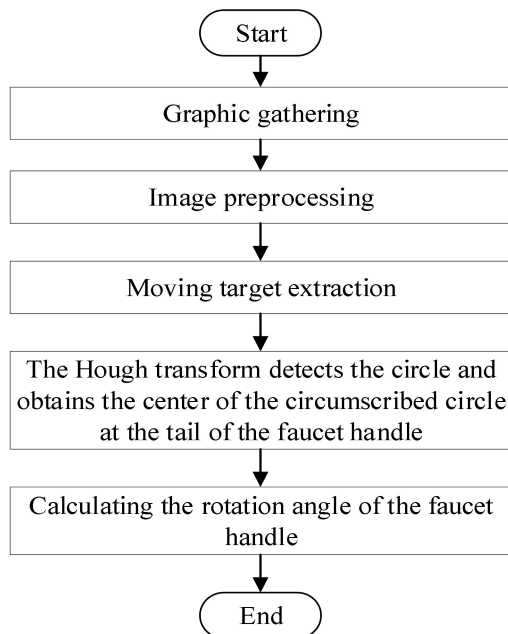 Start
Graphic gathering
Image preprocessing
Moving target extraction
The Hough transform detects the circle and
obtains the center of the circumscribed circle
at the tail of the faucet handle
Calculating the rotation angle of the faucet
handle
End